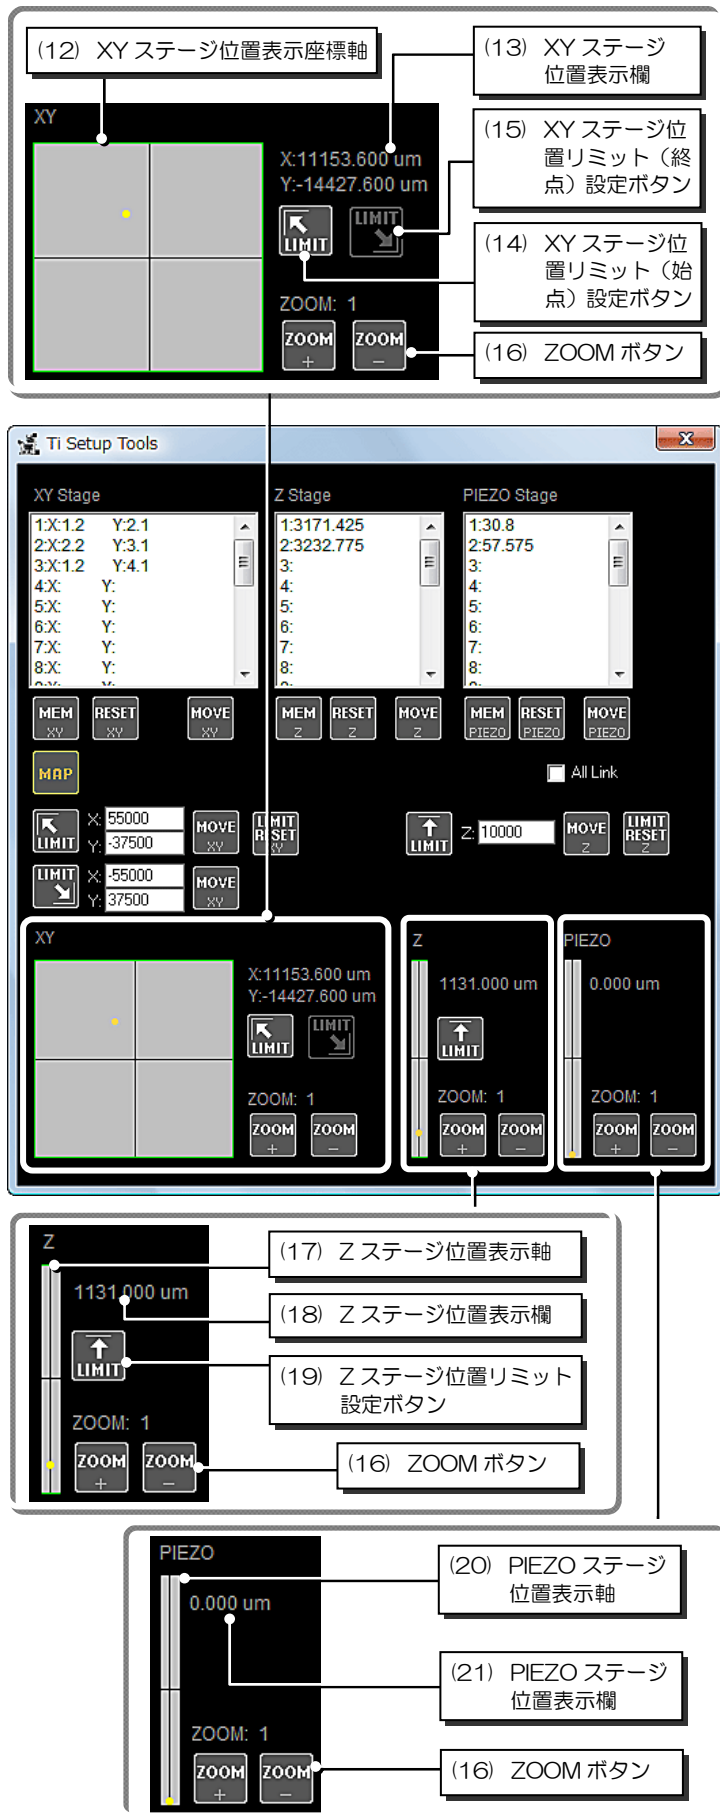 (12) XY ステージ位置表示座標軸
(13) XY ステージ
位置表示欄
XY
(15) XY ステージ位
置リミット（終
点）設定ボタン
X:11153.600 um
Y:-14427.600 um
LIMIT
LIMIT
(14) XY ステージ位
置リミット（始
点）設定ボタン
ZOOM: 1
ZOOM
+
ZOOM
−
(16) ZOOM ボタン
Ti Setup Tools
XY Stage
Z Stage
PIEZO Stage
1:X:1.2 Y:2.1
2:X:2.2 Y:3.1
3:X:1.2 Y:4.1
4:X: Y:
5:X: Y:
6:X: Y:
7:X: Y:
8:X: Y:
1:3171.425
2:3232.775
3:
4:
5:
6:
7:
8:
1:30.8
2:57.575
3:
4:
5:
6:
7:
8:
MEM XY
RESET XY
MOVE XY
MEM Z
RESET Z
MOVE Z
MEM PIEZO
RESET PIEZO
MOVE PIEZO
MAP
All Link
LIMIT
X: 55000
Y: -37500
MOVE XY
LIMIT RESET XY
LIMIT
Z: 10000
MOVE Z
LIMIT RESET Z
LIMIT
X: -55000
Y: 37500
MOVE XY
XY
X:11153.600 um
Y:-14427.600 um
LIMIT
LIMIT
ZOOM: 1
ZOOM +
ZOOM −
Z
1131.000 um
LIMIT
ZOOM: 1
ZOOM +
ZOOM −
PIEZO
0.000 um
ZOOM: 1
ZOOM +
ZOOM −
Z
(17) Z ステージ位置表示軸
1131.000 um
(18) Z ステージ位置表示欄
LIMIT
(19) Z ステージ位置リミット
設定ボタン
ZOOM: 1
ZOOM +
ZOOM −
(16) ZOOM ボタン
PIEZO
(20) PIEZO ステージ
位置表示軸
0.000 um
(21) PIEZO ステージ
位置表示欄
ZOOM: 1
ZOOM +
ZOOM −
(16) ZOOM ボタン